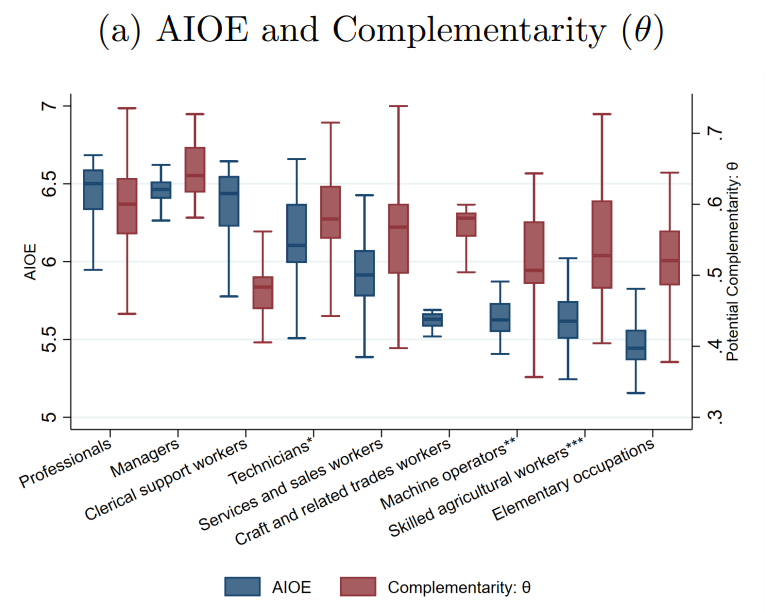 (a) AIOE and Complementarity (θ)
7
6.5
6
5.5
5
AIOE
.7
.6
.5
.4
.3
Potential Complementarity: θ
Professionals
Managers
Clerical support workers
Technicians*
Services and sales workers
Craft and related trades workers
Machine operators**
Skilled agricultural workers***
Elementary occupations
AIOE
Complementarity: θ